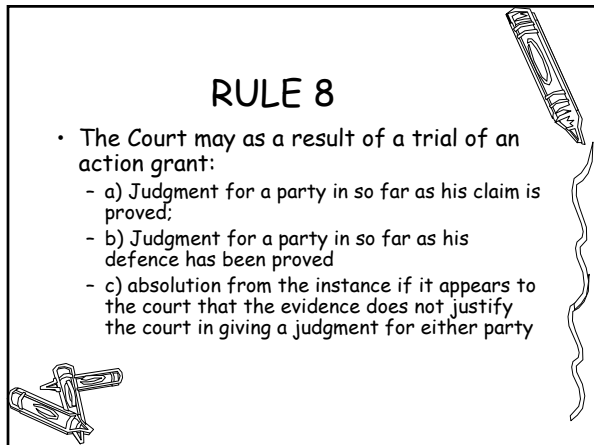 RULE 8
• The Court may as a result of a trial of an
action grant:
– a) Judgment for a party in so far as his claim is
proved;
– b) Judgment for a party in so far as his
defence has been proved
– c) absolution from the instance if it appears to
the court that the evidence does not justify
the court in giving a judgment for either party